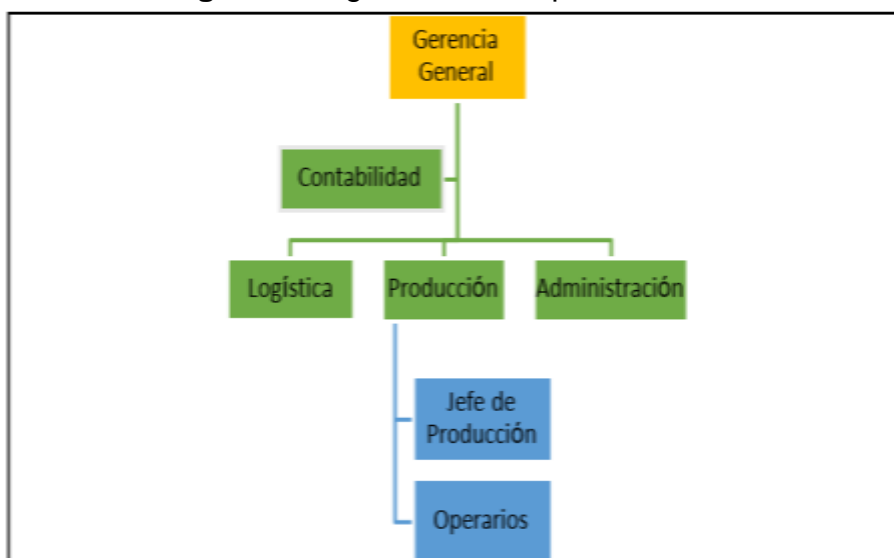 Gerencia
General
Contabilidad
Logística
Producción
Administración
Jefe de
Producción
Operarios